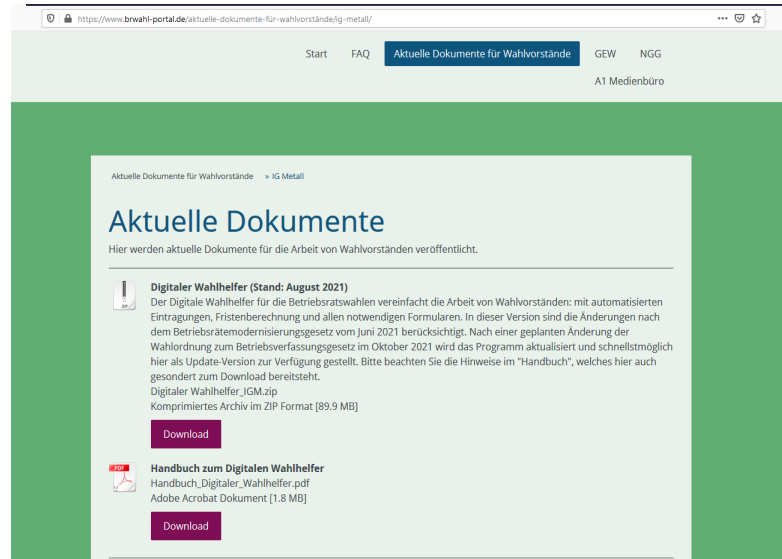 https://www.brwahl-portal.de/aktuelle-dokumente-für-wahlvorstände/ig-metall/
Start FAQ Aktuelle Dokumente für Wahlvorstände GEW NGG
A1 Medienbüro
Aktuelle Dokumente für Wahlvorstände » IG Metall
Aktuelle Dokumente
Hier werden aktuelle Dokumente für die Arbeit von Wahlvorständen veröffentlicht.
Digitaler Wahlhelfer (Stand: August 2021)
Der Digitale Wahlhelfer für die Betriebsratswahlen vereinfacht die Arbeit von Wahlvorständen: mit automatisierten
Eintragungen, Fristenberechnung und allen notwendigen Formularen. In dieser Version sind die Änderungen nach
dem Betriebsrätemodernisierungsgesetz vom Juni 2021 berücksichtigt. Nach einer geplanten Änderung der
Wahlordnung zum Betriebsverfassungsgesetz im Oktober 2021 wird das Programm aktualisiert und schnellstmöglich
hier als Update-Version zur Verfügung gestellt. Bitte beachten Sie die Hinweise im "Handbuch", welches hier auch
gesondert zum Download bereitsteht.
Digitaler Wahlhelfer_IGM.zip
Komprimiertes Archiv im ZIP Format [89.9 MB]
ZIP
Download
PDF
Handbuch zum Digitalen Wahlhelfer
Handbuch_Digitaler_Wahlhelfer.pdf
Adobe Acrobat Dokument [1.8 MB]
Download